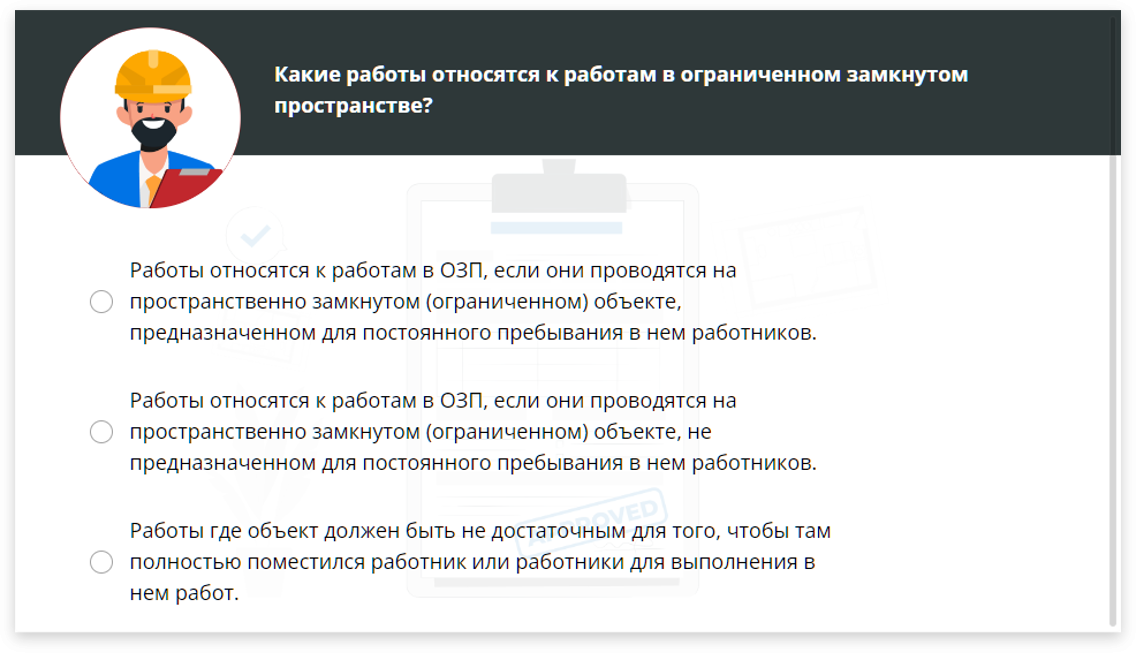 Какие работы относятся к работам в ограниченном замкнутом
пространстве?
Работы относятся к работам в ОЗП, если они проводятся на
пространственно замкнутом (ограниченном) объекте,
предназначенном для постоянного пребывания в нем работников.
Работы относятся к работам в ОЗП, если они проводятся на
пространственно замкнутом (ограниченном) объекте, не
предназначенном для постоянного пребывания в нем работников.
APPROVED
Работы где объект должен быть не достаточным для того, чтобы там
полностью поместился работник или работники для выполнения в
нем работ.